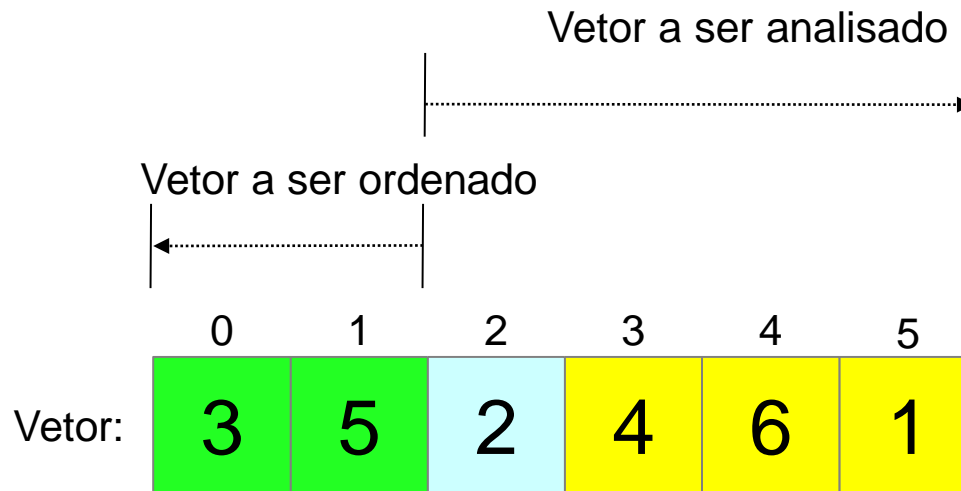 Vetor a ser analisado
Vetor a ser ordenado
0 1 2 3 4 5
Vetor: 3 5 2 4 6 1